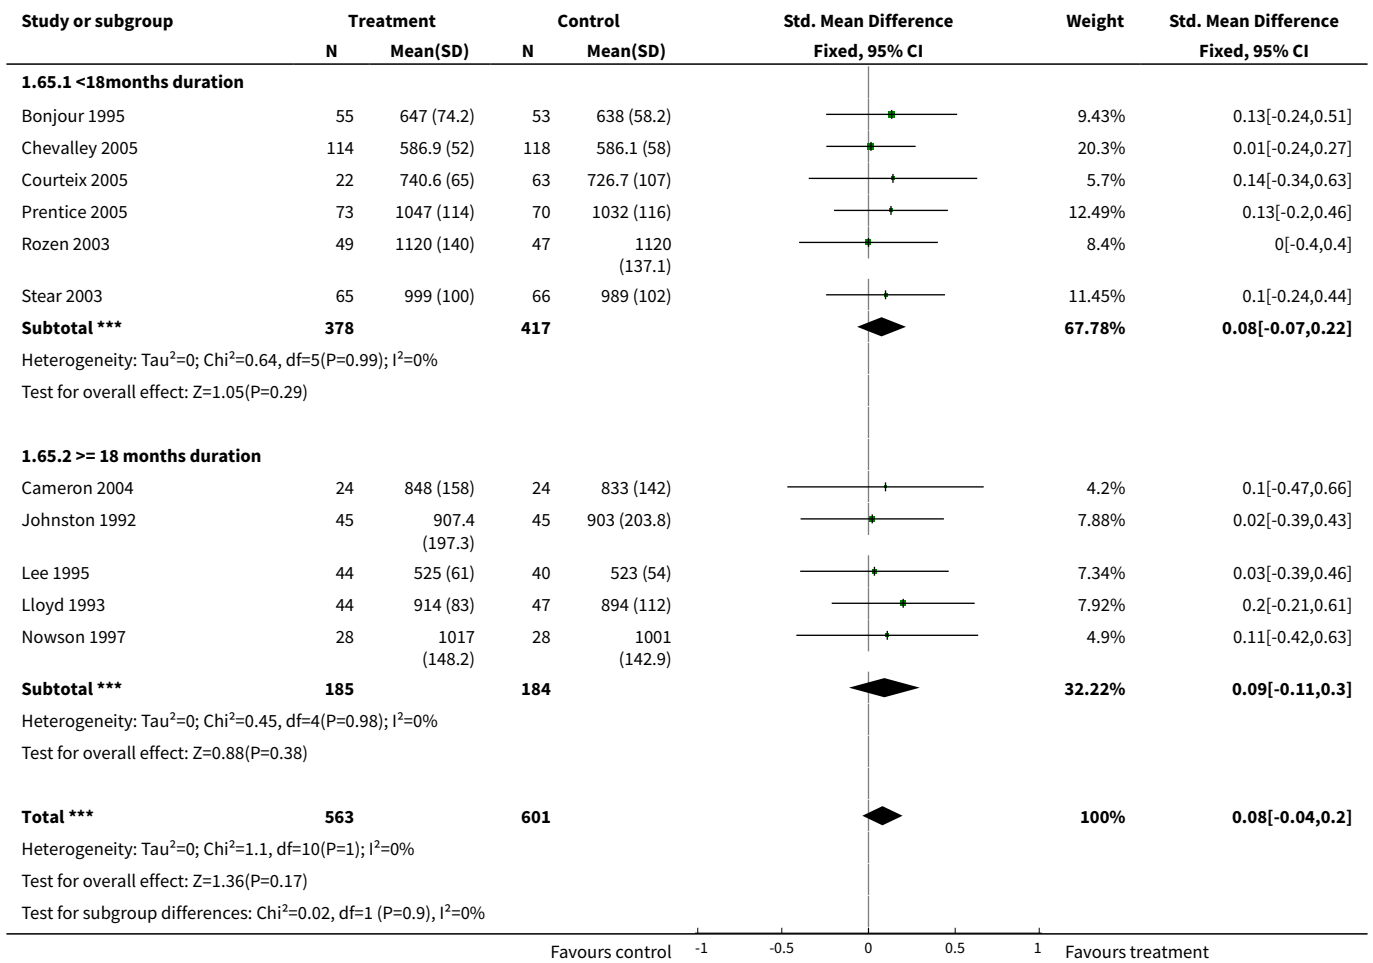 Study or subgroup Treatment Control Std. Mean Difference Weight Std. Mean Difference
N Mean(SD) N Mean(SD) Fixed, 95% CI Fixed, 95% CI
1.65.1 <18months duration
Bonjour 1995 55 647 (74.2) 53 638 (58.2) 9.43% 0.13[-0.24,0.51]
Chevalley 2005 114 586.9 (52) 118 586.1 (58) 20.3% 0.01[-0.24,0.27]
Courteix 2005 22 740.6 (65) 63 726.7 (107) 5.7% 0.14[-0.34,0.63]
Prentice 2005 73 1047 (114) 70 1032 (116) 12.49% 0.13[-0.2,0.46]
Rozen 2003 49 1120 (140) 47 1120 8.4% 0[-0.4,0.4]
(137.1)
Stear 2003 65 999 (100) 66 989 (102) 11.45% 0.1[-0.24,0.44]
Subtotal *** 378 417 67.78% 0.08[-0.07,0.22]
Heterogeneity: Tau²=0; Chi²=0.64, df=5(P=0.99); I²=0%
Test for overall effect: Z=1.05(P=0.29)
1.65.2 >= 18 months duration
Cameron 2004 24 848 (158) 24 833 (142) 4.2% 0.1[-0.47,0.66]
Johnston 1992 45 907.4 45 903 (203.8) 7.88% 0.02[-0.39,0.43]
(197.3)
Lee 1995 44 525 (61) 40 523 (54) 7.34% 0.03[-0.39,0.46]
Lloyd 1993 44 914 (83) 47 894 (112) 7.92% 0.2[-0.21,0.61]
Nowson 1997 28 1017 28 1001 4.9% 0.11[-0.42,0.63]
(148.2) (142.9)
Subtotal *** 185 184 32.22% 0.09[-0.11,0.3]
Heterogeneity: Tau²=0; Chi²=0.45, df=4(P=0.98); I²=0%
Test for overall effect: Z=0.88(P=0.38)
Total *** 563 601 100% 0.08[-0.04,0.2]
Heterogeneity: Tau²=0; Chi²=1.1, df=10(P=1); I²=0%
Test for overall effect: Z=1.36(P=0.17)
Test for subgroup differences: Chi²=0.02, df=1 (P=0.9), I²=0%
Favours control -1 -0.5 0 0.5 1 Favours treatment